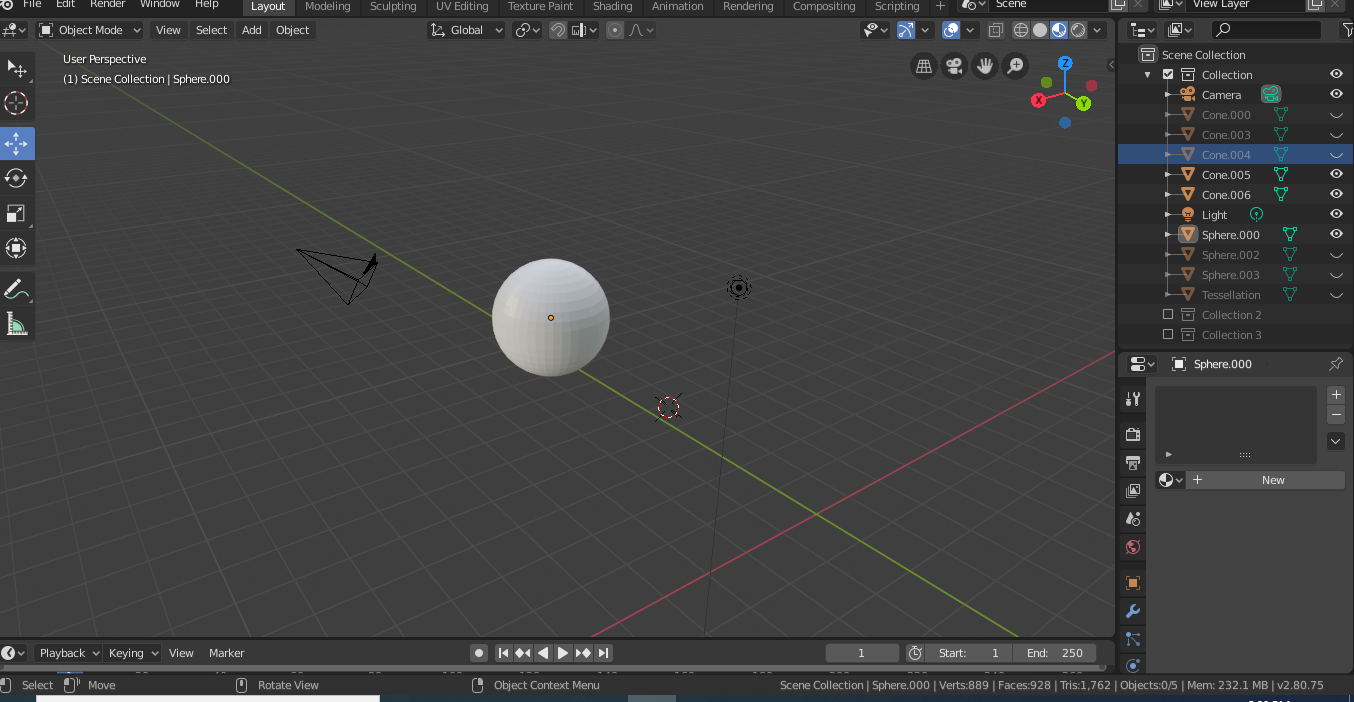 File Edit Render Window Help Layout Modeling Sculpting UV Editing Texture Paint Shading Animation Rendering Compositing Scripting + Scene View Layer
Object Mode View Select Add Object Global
User Perspective
(1) Scene Collection | Sphere.000
Z
X
Y
Scene Collection
Collection
Camera
Cone.000
Cone.003
Cone.004
Cone.005
Cone.006
Light
Sphere.000
Sphere.002
Sphere.003
Tessellation
Collection 2
Collection 3
Sphere.000
New
Playback Keying View Marker 1 Start: 1 End: 250
Select Move Rotate View Object Context Menu Scene Collection | Sphere.000 | Verts:889 | Faces:928 | Tris:1,762 | Objects:0/5 | Mem: 232.1 MB | v2.80.75